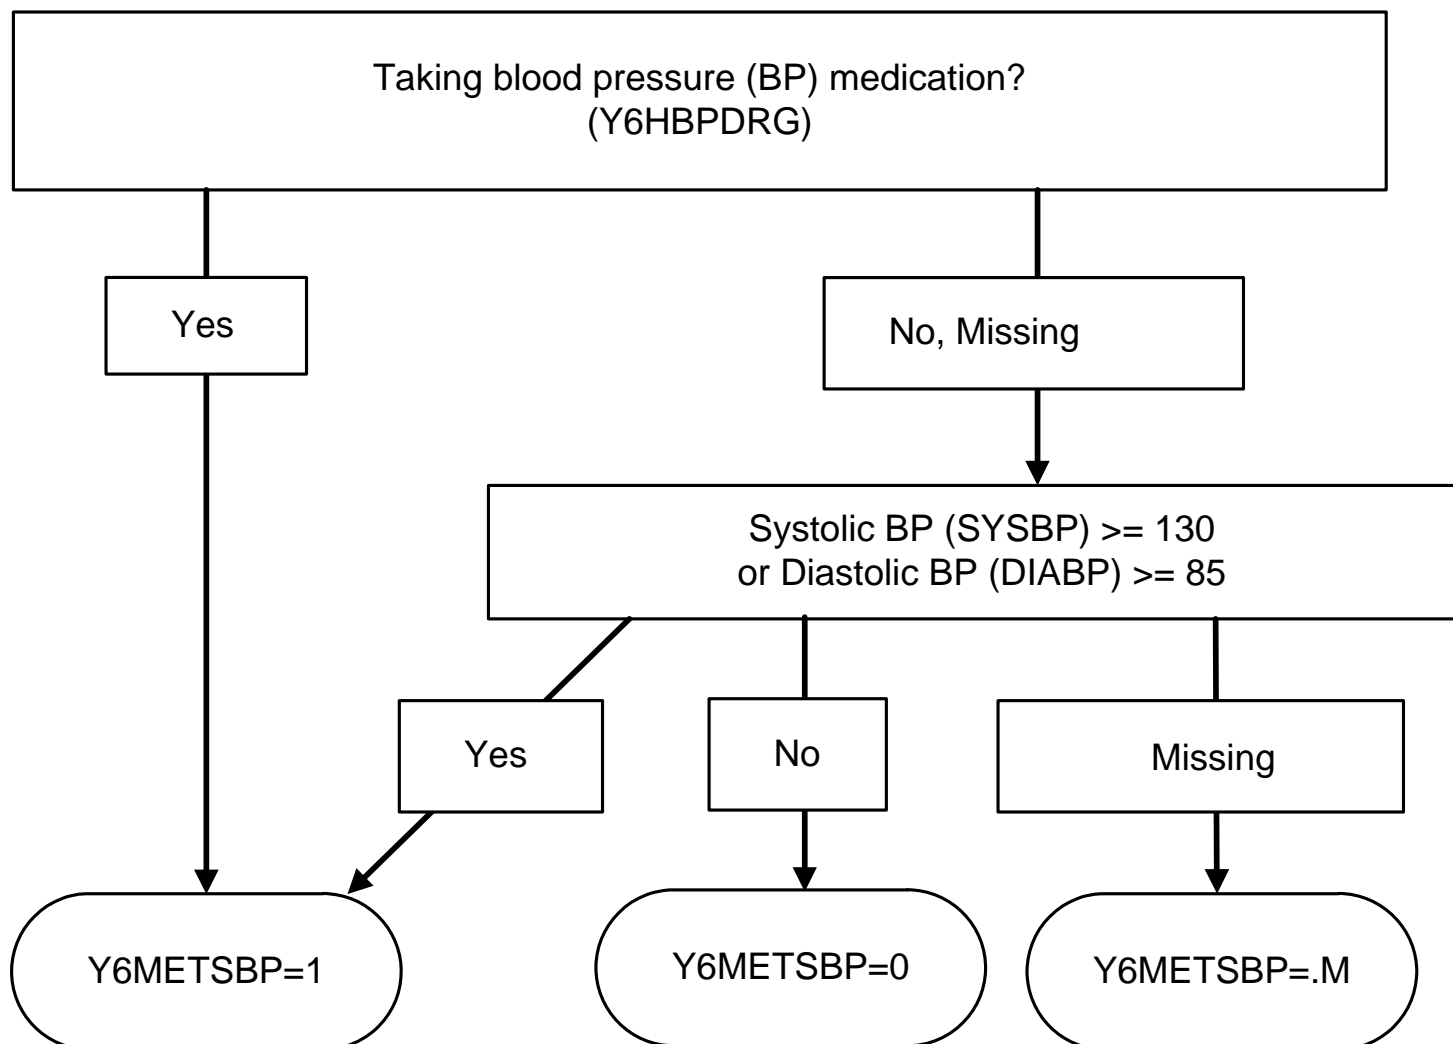 Taking blood pressure (BP) medication?
(Y6HBPDRG)
Yes
No, Missing
Systolic BP (SYSBP) >= 130
or Diastolic BP (DIABP) >= 85
Yes
No
Missing
Y6METSBP=1
Y6METSBP=0
Y6METSBP=.M